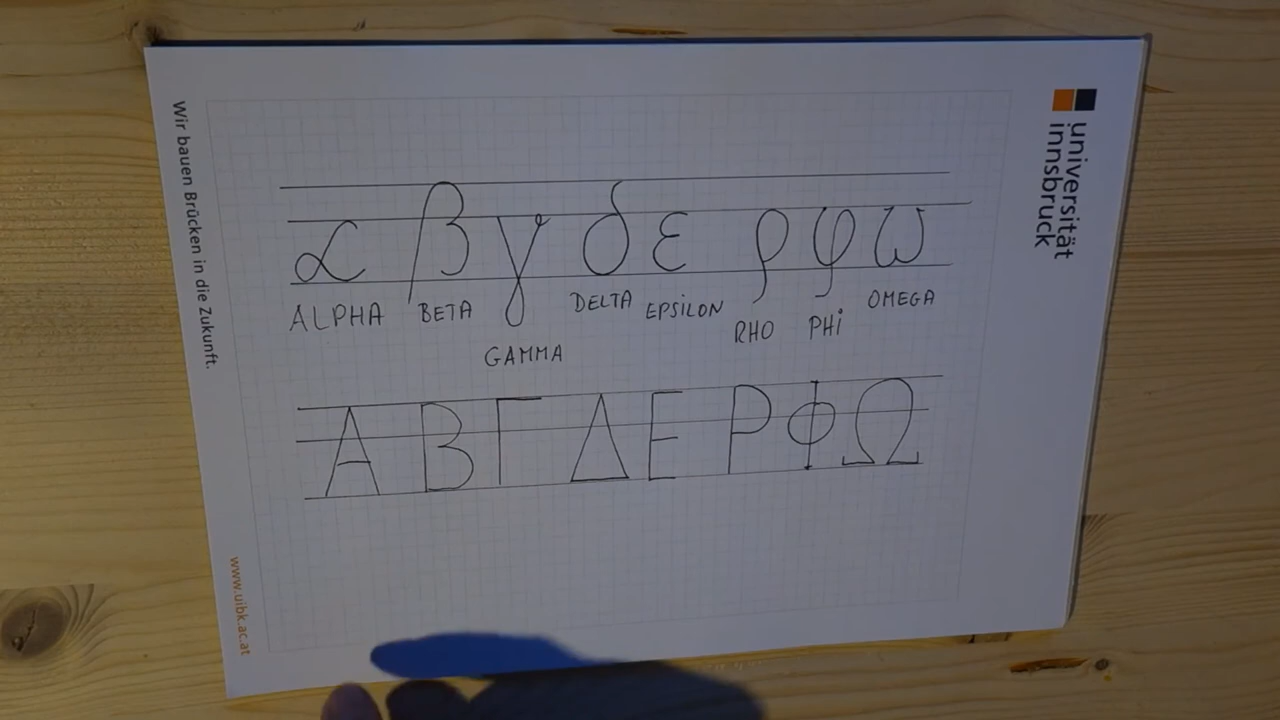 α β γ δ ε ρ φ ω
ALPHA BETA GAMMA DELTA EPSILON RHO PHi OMEGA
Α Β Γ Δ Ε Ρ Φ Ω
universität
innsbruck
Wir bauen Brücken in die Zukunft.
www.uibk.ac.at